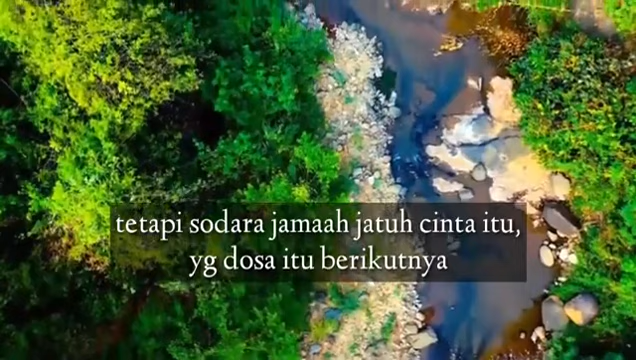 tetapi sodara jamaah jatuh cinta itu,
yg dosa itu berikutnya